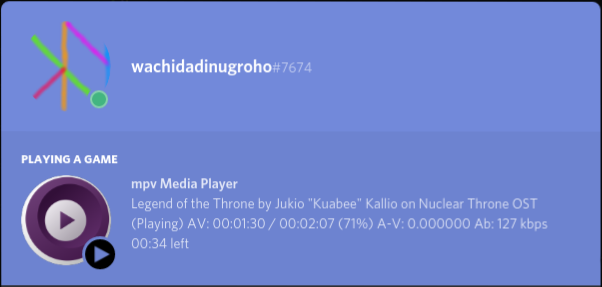 wachidadinugroho#7674
PLAYING A GAME
mpv Media Player
Legend of the Throne by Jukio "Kuabee" Kallio on Nuclear Throne OST
(Playing) AV: 00:01:30 / 00:02:07 (71%) A-V: 0.000000 Ab: 127 kbps
00:34 left